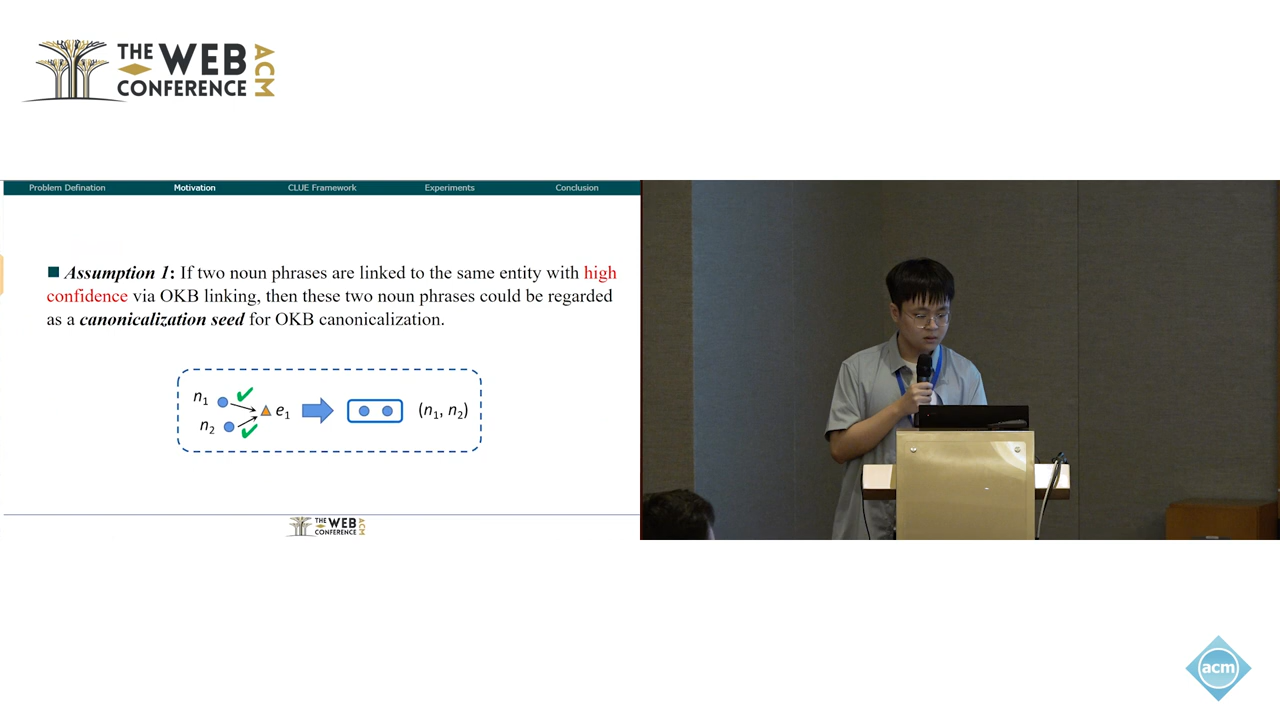 THE WEB
CONFERENCE
ACM
Problem Defination Motivation CLUE Framework Experiments Conclusion
Assumption 1: If two noun phrases are linked to the same entity with high
confidence via OKB linking, then these two noun phrases could be regarded
as a canonicalization seed for OKB canonicalization.
n1 ✓
e1 (n1, n2)
n2 ✓
THE WEB
CONFERENCE
ACM
acm